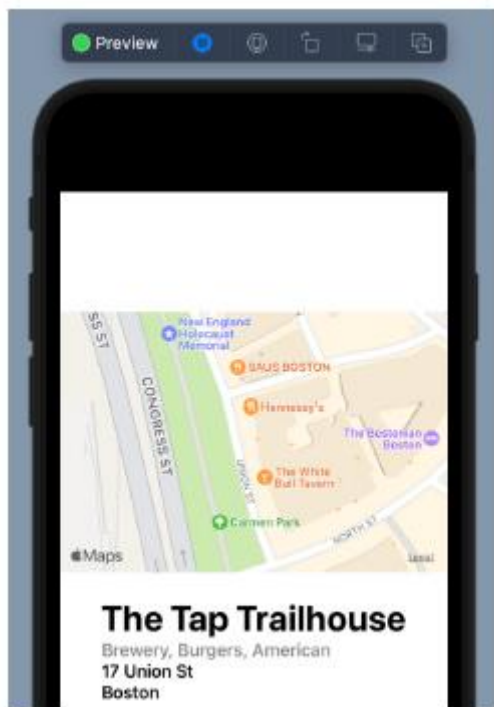 Preview
SS ST
New England
Holocaust
Memorial
SAUS BOSTON
CONGRESS ST
Hennessy's
The Bostonian
Boston
UNION ST
The White
Bull Tavern
Carmen Park
NORTH ST
Maps
Legal
The Tap Trailhouse
Brewery, Burgers, American
17 Union St
Boston